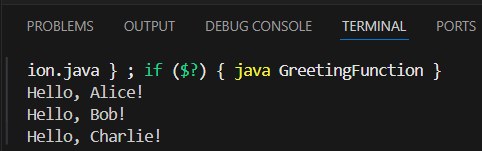 PROBLEMS OUTPUT DEBUG CONSOLE TERMINAL PORTS
ion.java } ; if ($?) { java GreetingFunction }
Hello, Alice!
Hello, Bob!
Hello, Charlie!